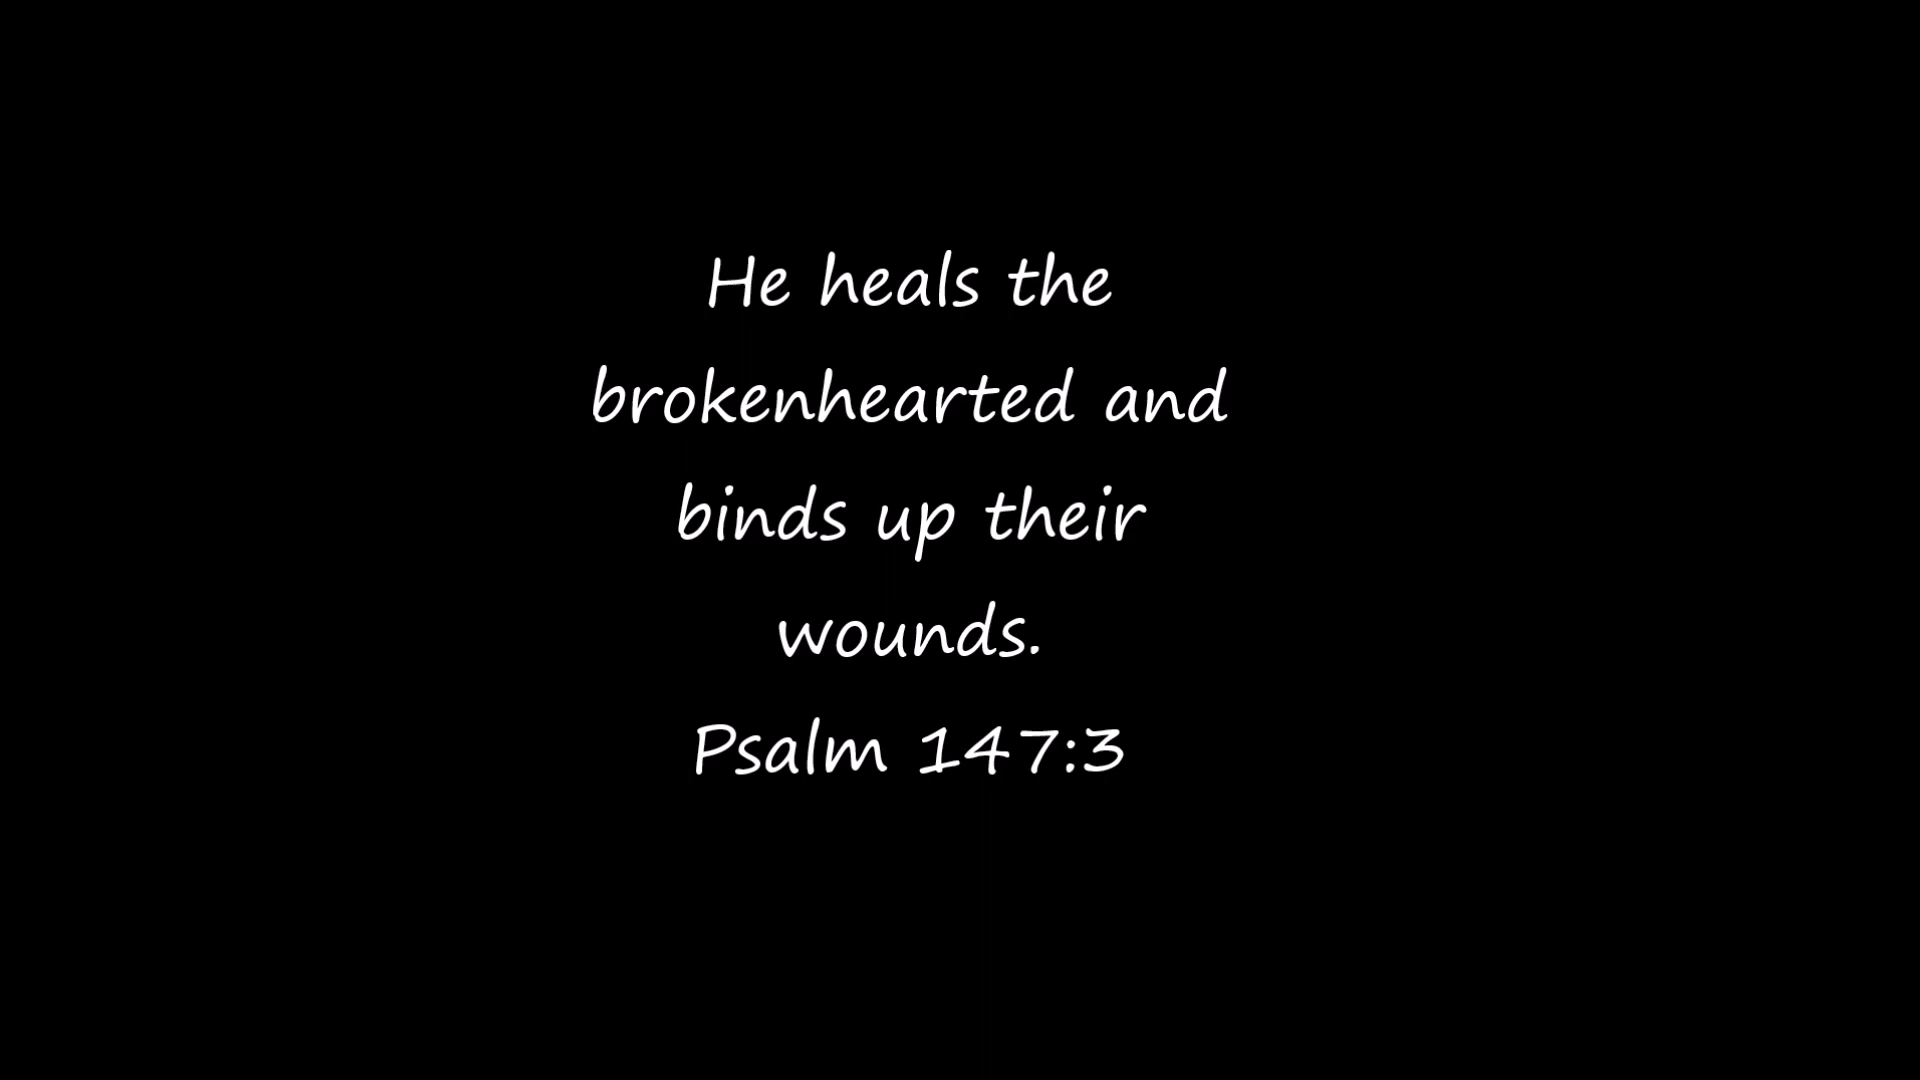 He heals the
brokenhearted and
binds up their
wounds.
Psalm 147:3